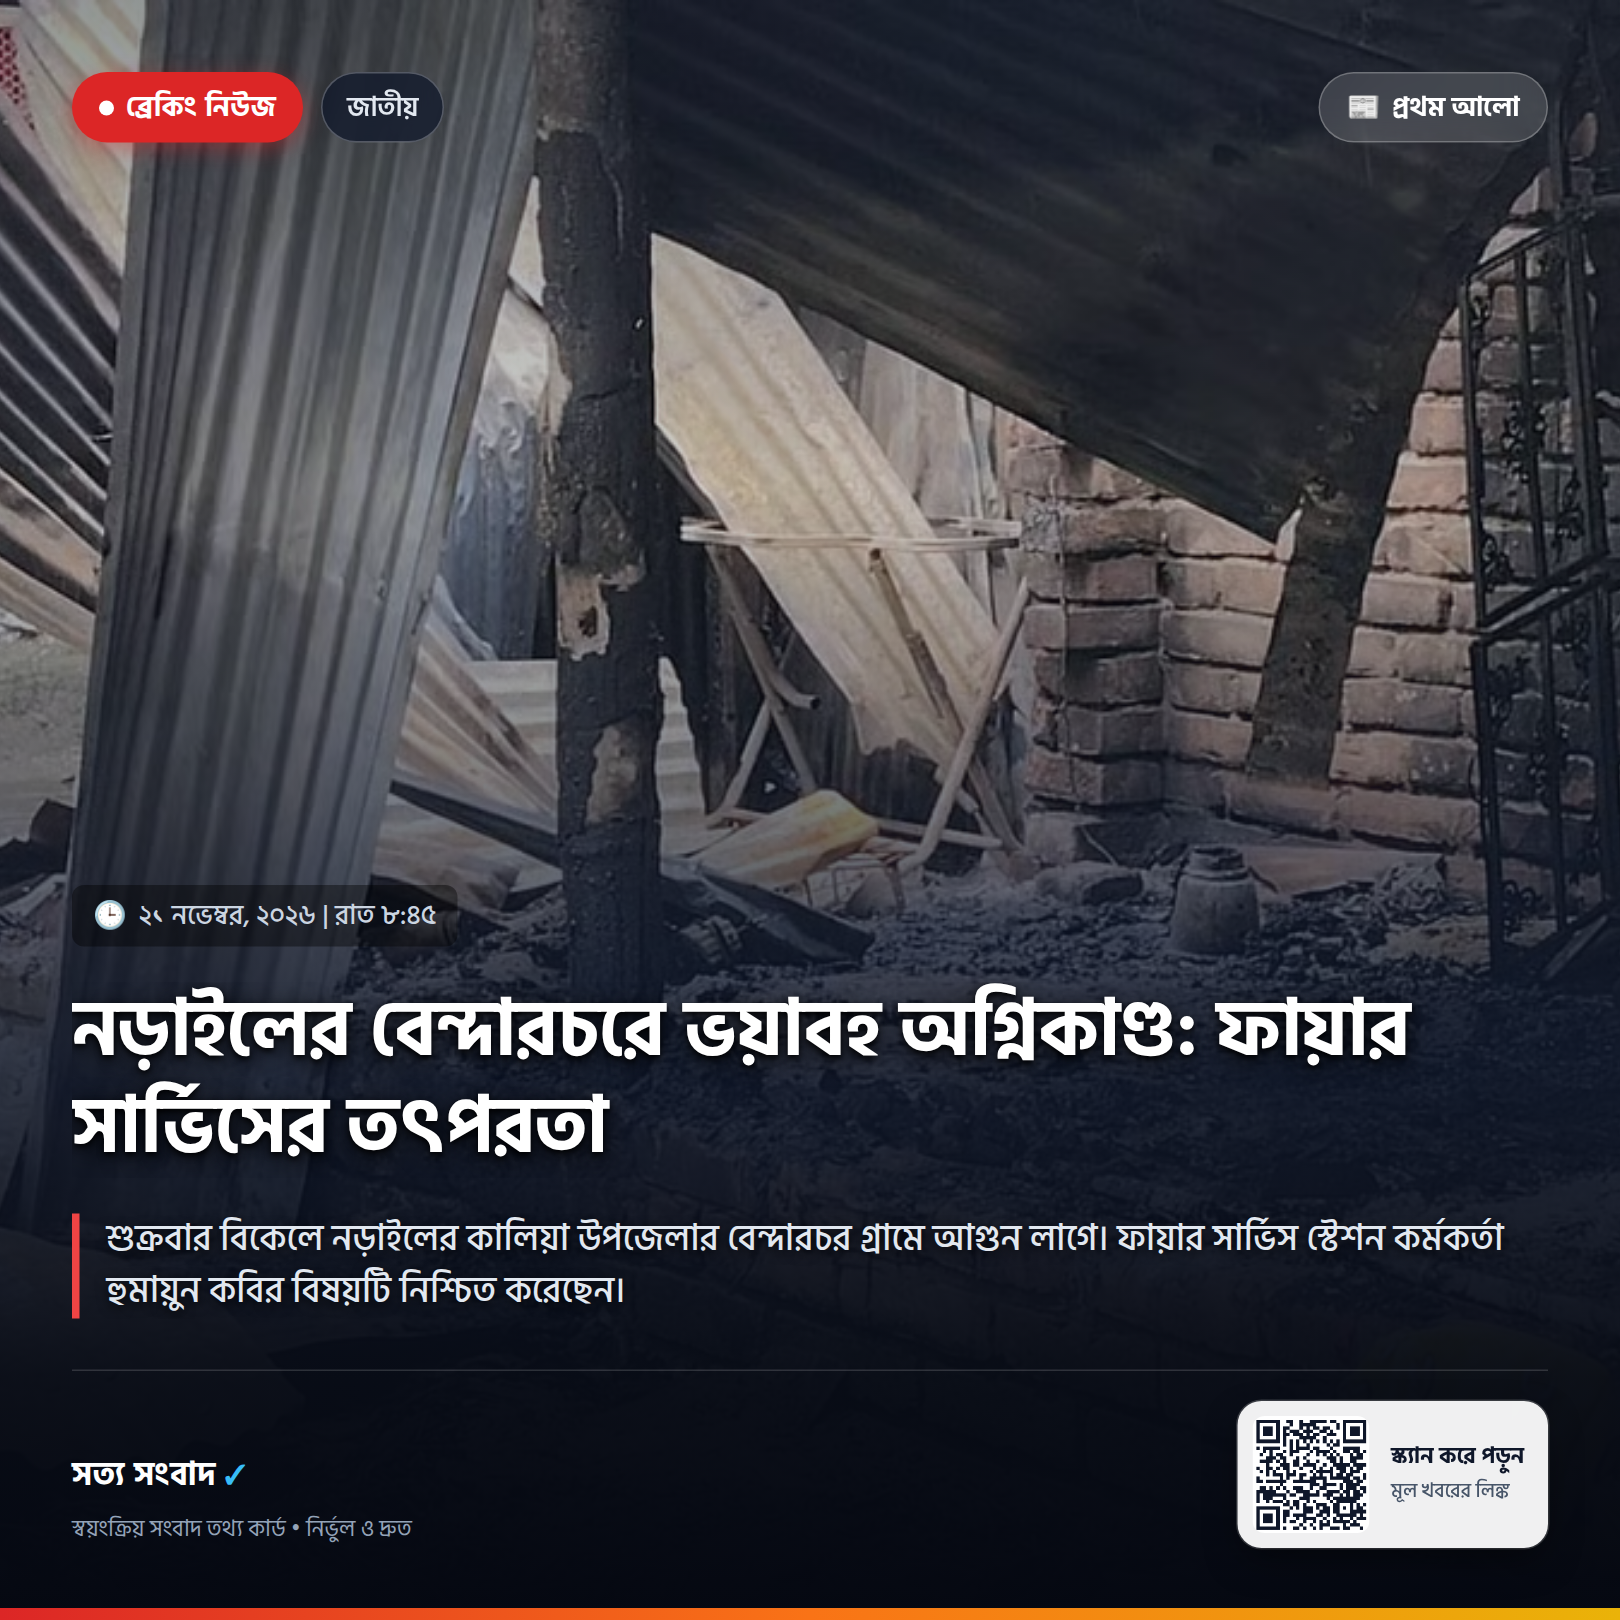 ব্রেকিং নিউজ
জাতীয়
প্রথম আলো
নভেম্বর, ২০২৬ | রাত ৮:৪৫
নড়াইলের বেন্দারচরে ভয়াবহ অগ্নিকাণ্ড: ফায়ার
সার্ভিসের তৎপরতা
শুক্রবার বিকেলে নড়াইলের কালিয়া উপজেলার বেন্দারচর গ্রামে আগুন লাগে। ফায়ার সার্ভিস স্টেশন কর্মকর্তা
হুমায়ুন কবির বিষয়টি নিশ্চিত করেছেন।
সত্য সংবাদ ✓
স্বয়ংক্রিয় সংবাদ তথ্য কার্ড • নির্ভুল ও দ্রুত
স্ক্যান করে পড়ুন
মূল খবরের লিঙ্ক